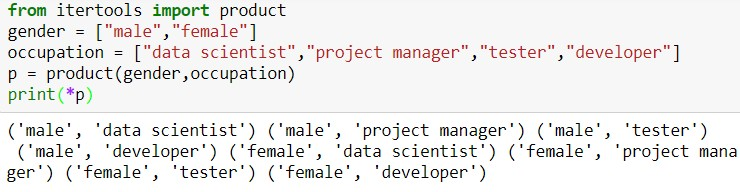 from itertools import product
gender = ["male","female"]
occupation = ["data scientist","project manager","tester","developer"]
p = product(gender,occupation)
print(*p)
('male', 'data scientist') ('male', 'project manager') ('male', 'tester')
('male', 'developer') ('female', 'data scientist') ('female', 'project mana
ger') ('female', 'tester') ('female', 'developer')